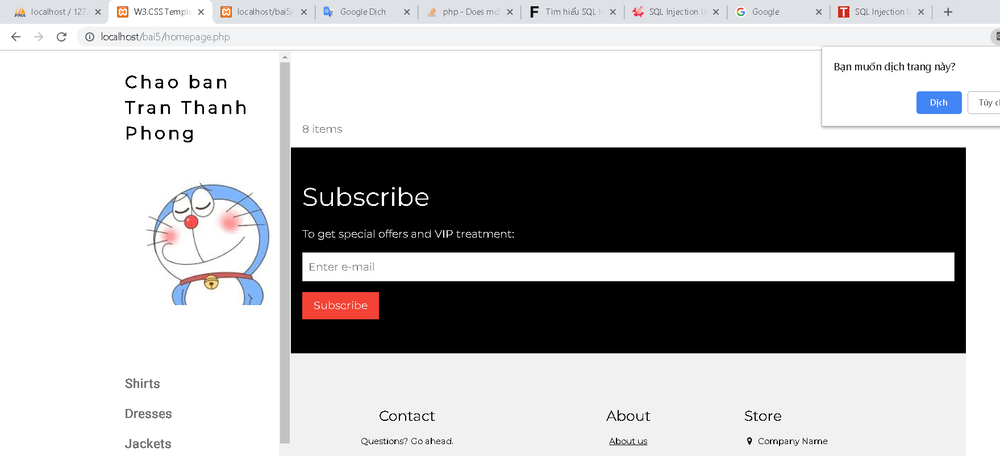 localhost / 127.
W3.CSS Templa
localhost/bai5/
Google Dịch
php - Does md
Tìm hiểu SQL In
SQL Injection là
Google
SQL Injection là
localhost/bai5/homepage.php
Bạn muốn dịch trang này?
Dịch
Tùy ch
Chao ban
Tran Thanh
Phong
8 items
Subscribe
To get special offers and VIP treatment:
Enter e-mail
Subscribe
Shirts
Dresses
Jackets
Contact
About
Store
Questions? Go ahead.
About us
Company Name